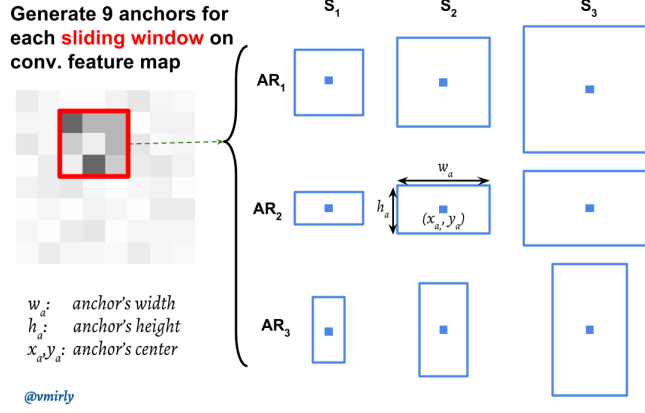 Generate 9 anchors for
each sliding window on
conv. feature map
S1 S2 S3
AR1
wa
AR2
ha
(xa, ya)
AR3
wa: anchor's width
ha: anchor's height
xa,ya: anchor's center
@vmirly